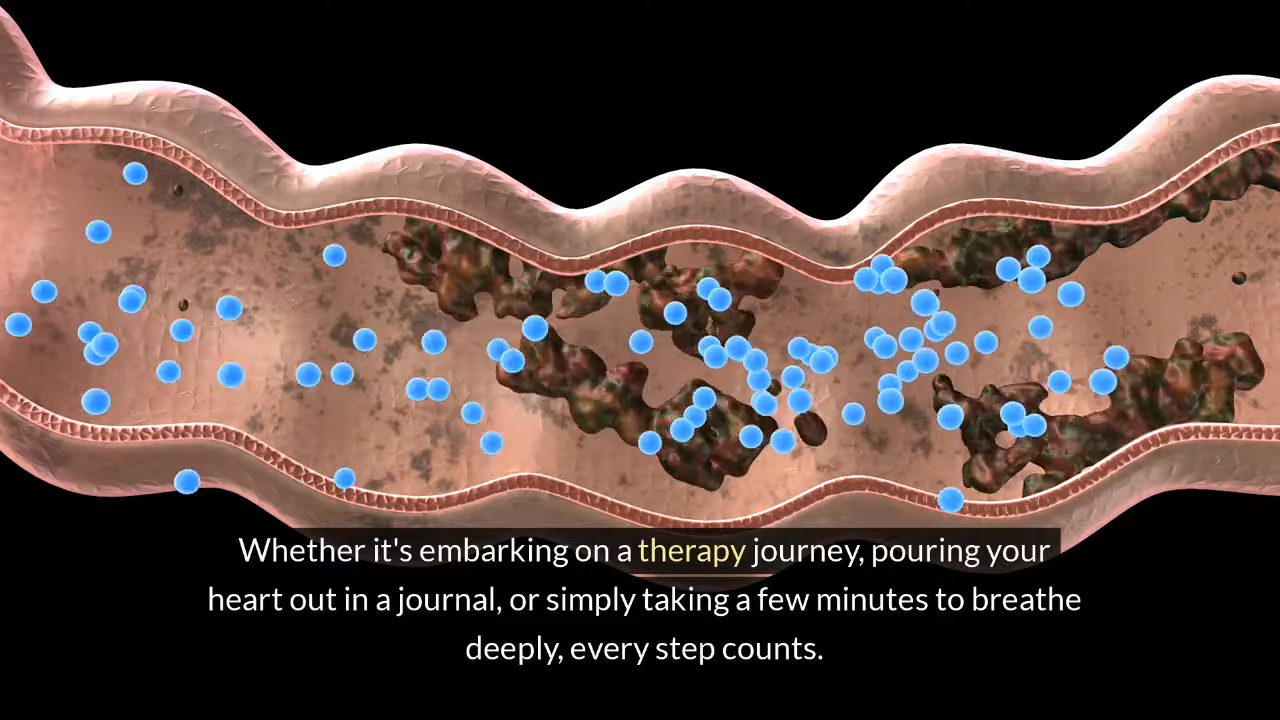 Whether it's embarking on a therapy journey, pouring your
heart out in a journal, or simply taking a few minutes to breathe
deeply, every step counts.